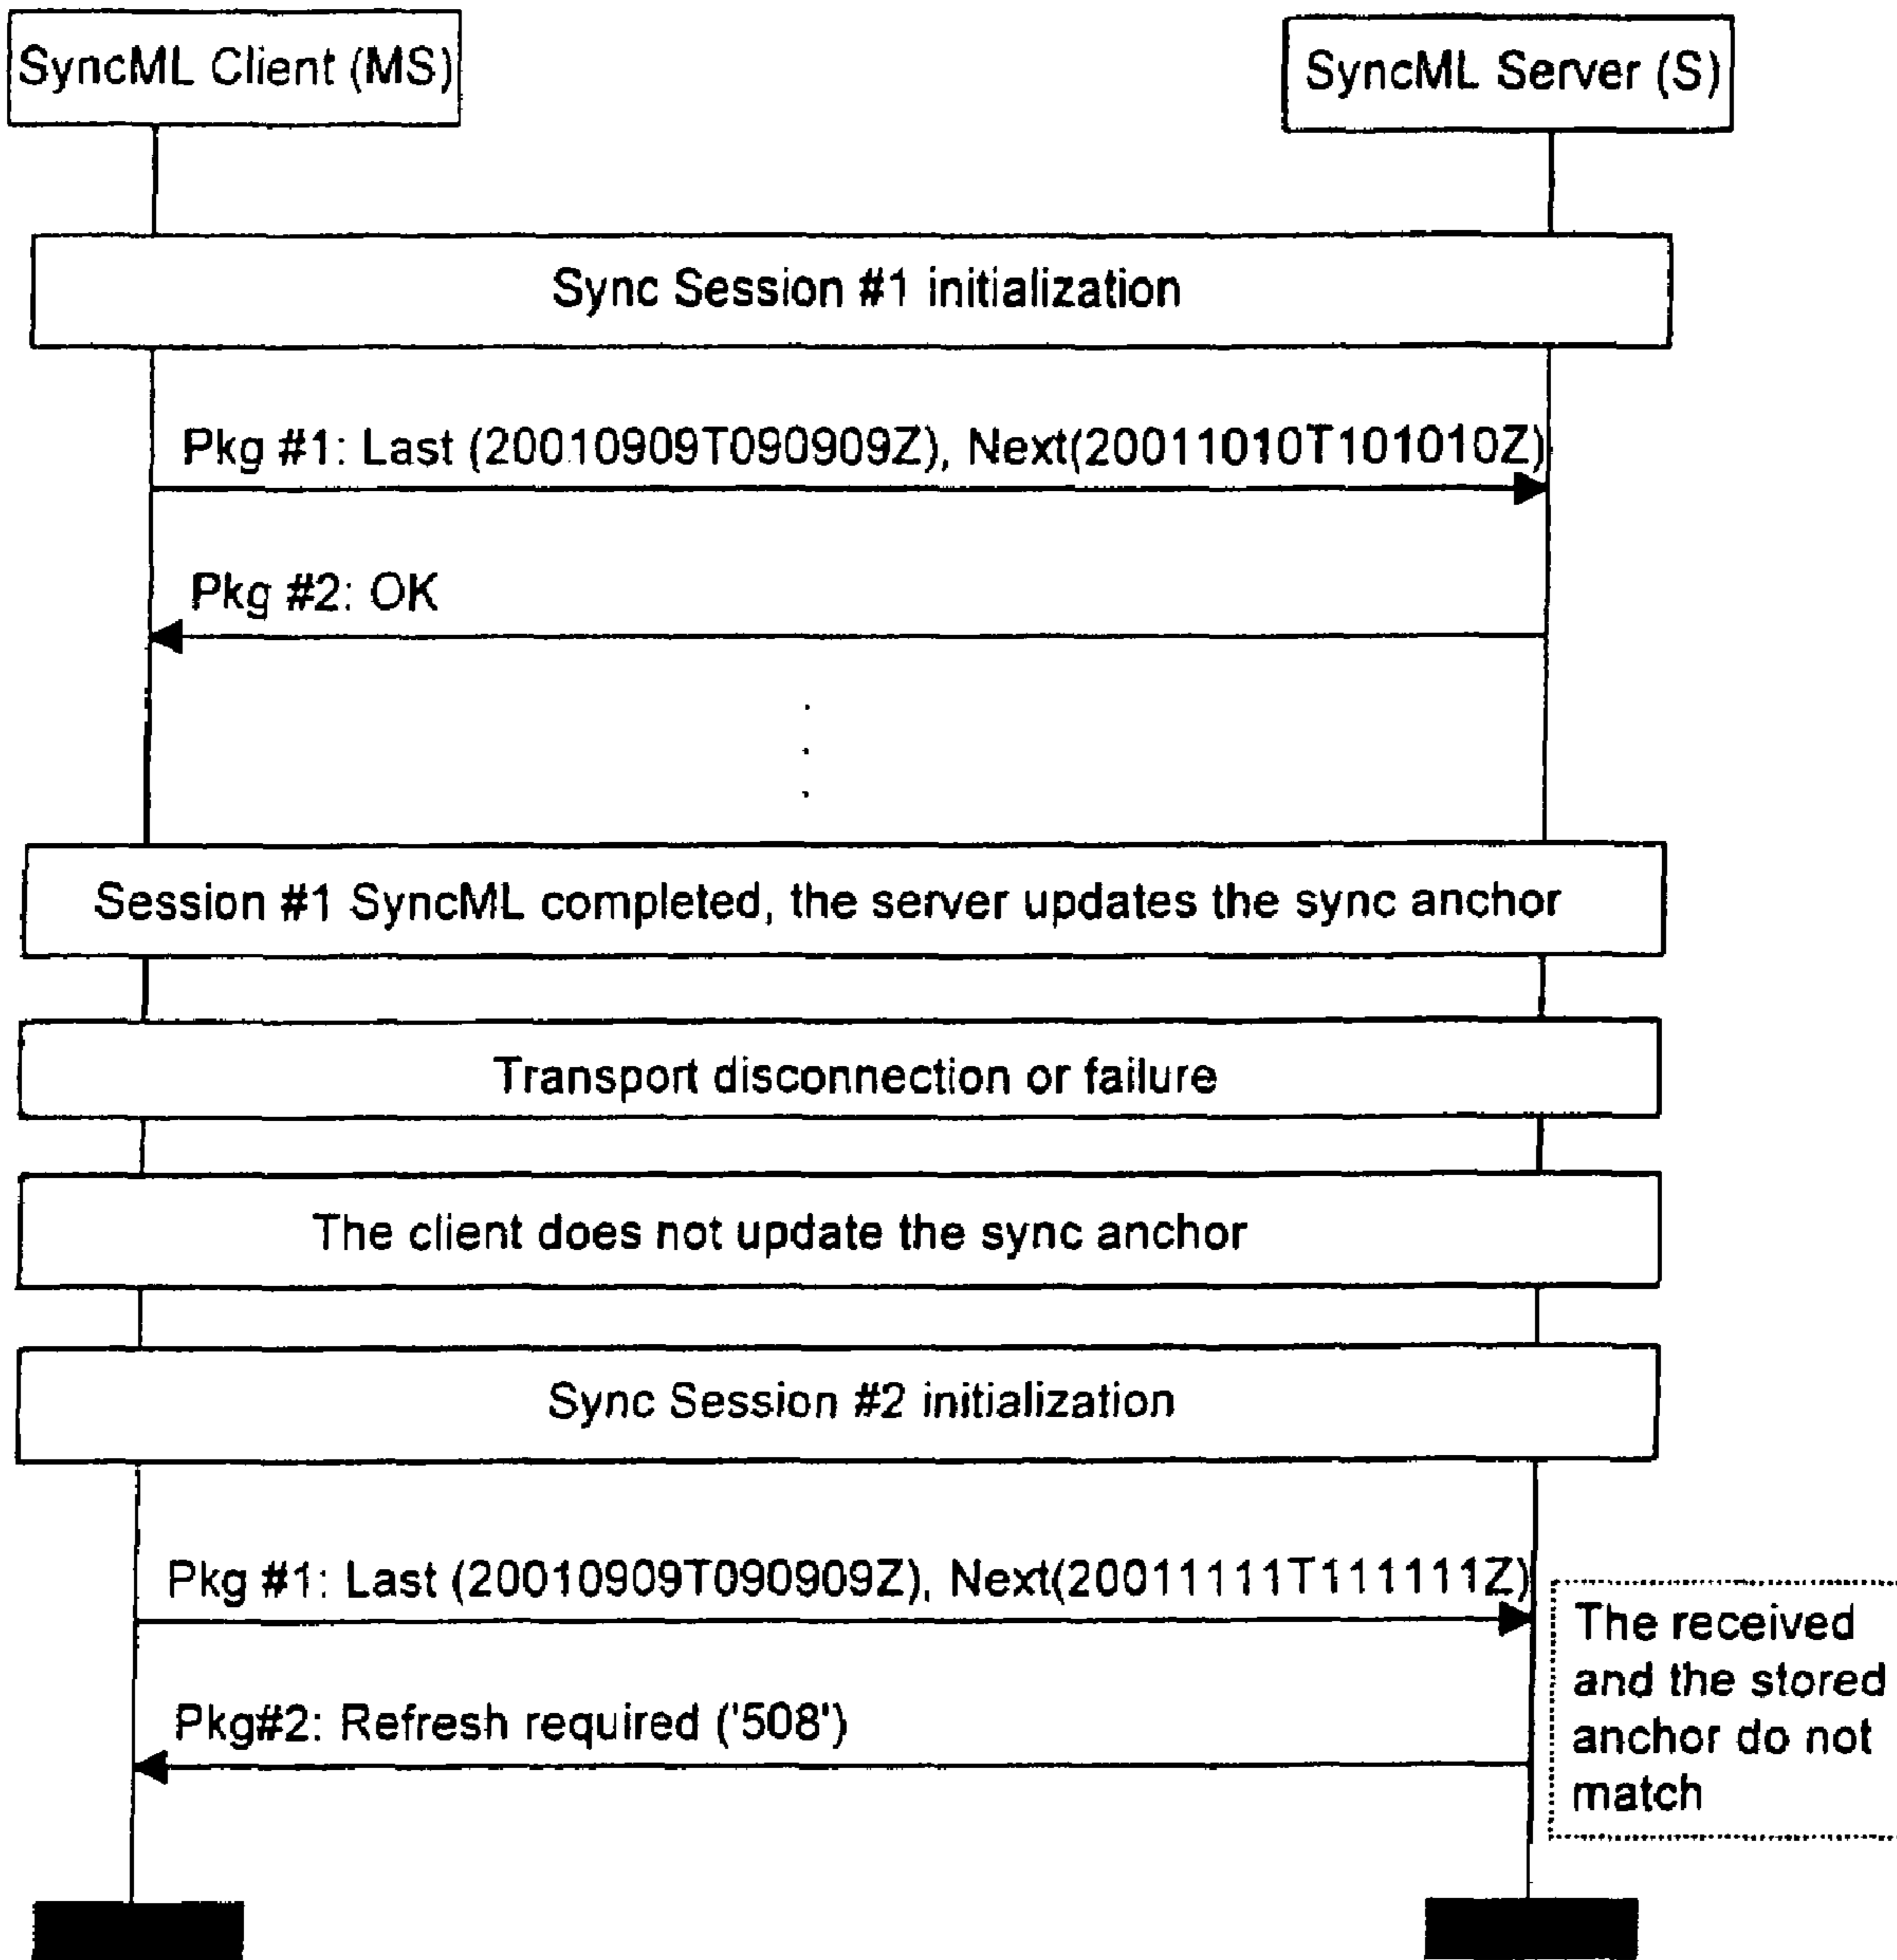 SyncML Client (MS)
SyncML Server (S)
Sync Session #1 initialization
Pkg #1: Last (20010909T090909Z), Next(20011010T101010Z)
Pkg #2: OK
Session #1 SyncML completed, the server updates the sync anchor
Transport disconnection or failure
The client does not update the sync anchor
Sync Session #2 initialization
Pkg #1: Last (20010909T090909Z), Next(20011111T111111Z)
Pkg#2: Refresh required ('508')
The received
and the stored
anchor do not
match